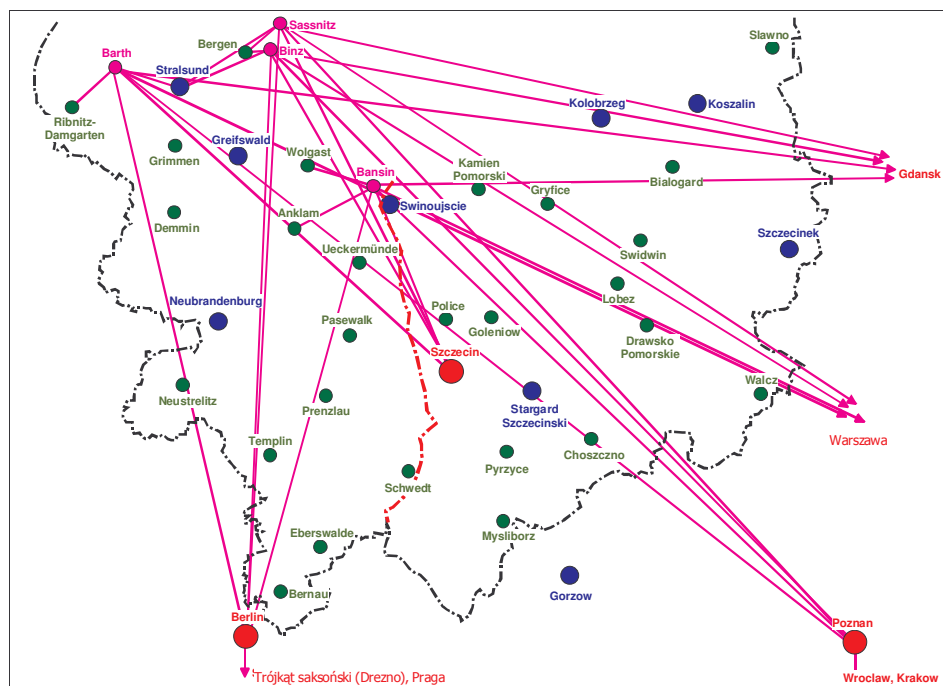 Sassnitz
Slawno
Bergen
Binz
Barth
Stralsund
Kolobrzeg
Koszalin
Ribnitz-
Damgarten
Greifswald
Grimmen
Wolgast
Kamien
Pomorski
Bialogard
Gdansk
Bansin
Gryfice
Swinoujscie
Anklam
Demmin
Szczecinek
Ueckermünde
Swidwin
Lobez
Neubrandenburg
Police
Goleniow
Pasewalk
Drawsko
Pomorskie
Szczecin
Walcz
Neustrelitz
Prenzlau
Stargard
Szczecinski
Warszawa
Templin
Choszczno
Pyrzyce
Schwedt
Eberswalde
Mysliborz
Bernau
Gorzow
Berlin
Poznan
Trójkąt saksoński (Drezno), Praga
Wroclaw, Krakow